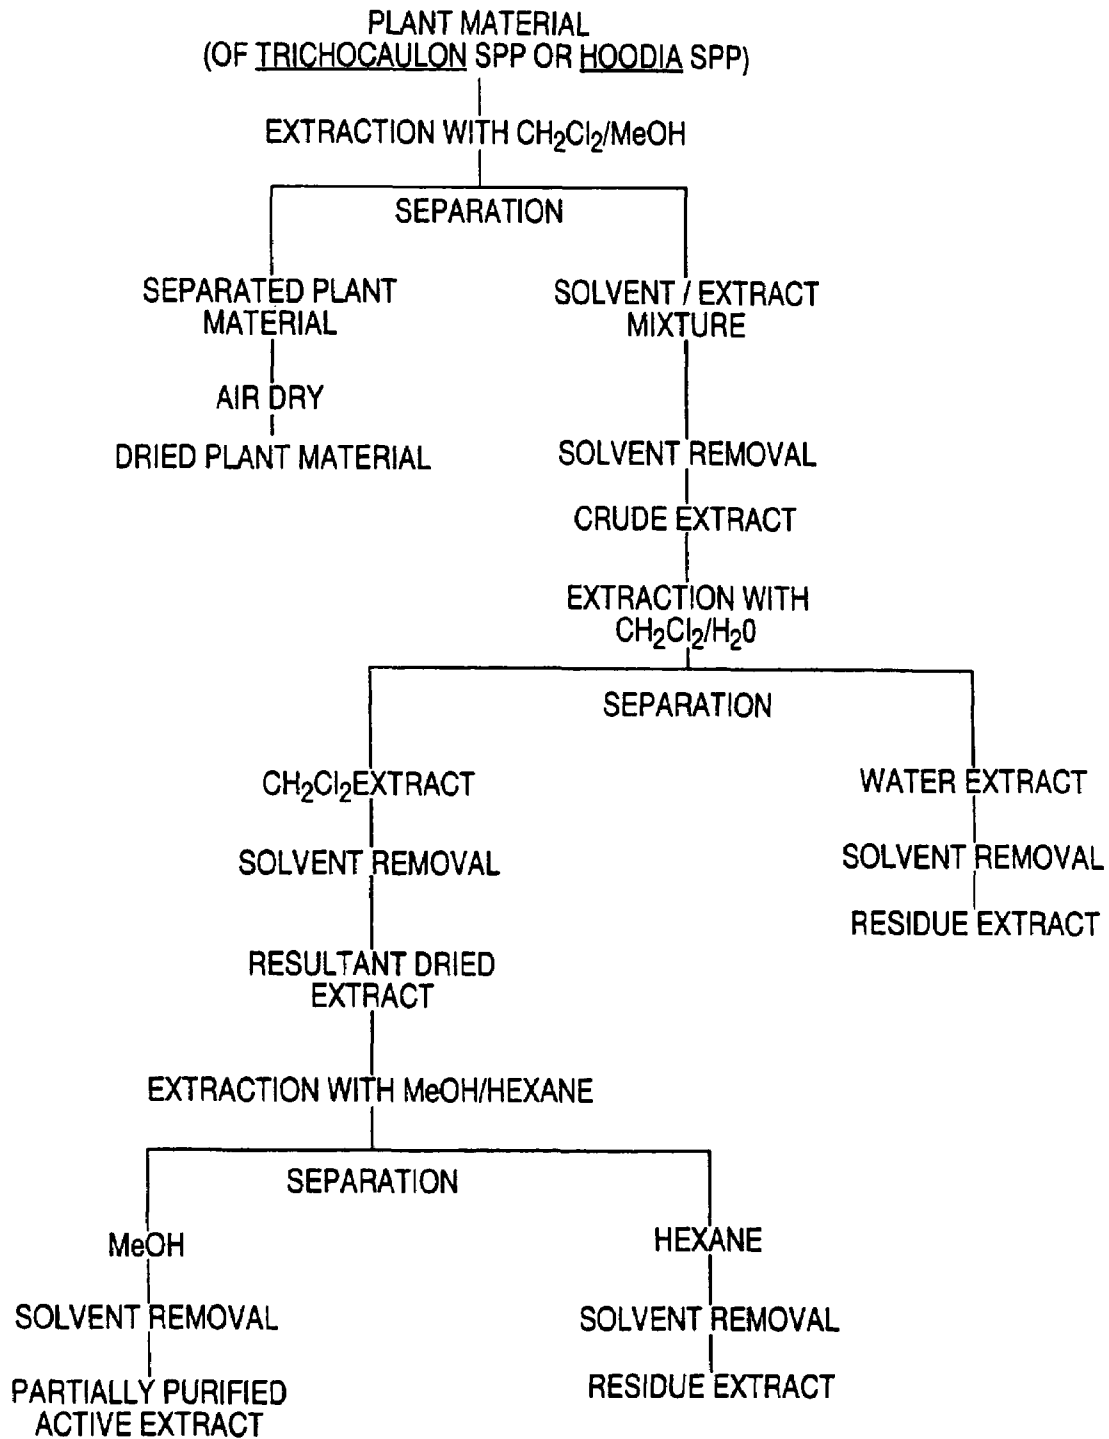 PLANT MATERIAL
(OF TRICHOCAULON SPP OR HOODIA SPP)
EXTRACTION WITH CH2Cl2/MeOH
SEPARATION
SEPARATED PLANT
MATERIAL
SOLVENT / EXTRACT
MIXTURE
AIR DRY
DRIED PLANT MATERIAL
SOLVENT REMOVAL
CRUDE EXTRACT
EXTRACTION WITH
CH2Cl2/H20
SEPARATION
CH2Cl2EXTRACT
WATER EXTRACT
SOLVENT REMOVAL
SOLVENT REMOVAL
RESIDUE EXTRACT
RESULTANT DRIED
EXTRACT
EXTRACTION WITH MeOH/HEXANE
SEPARATION
MeOH
HEXANE
SOLVENT REMOVAL
SOLVENT REMOVAL
PARTIALLY PURIFIED
ACTIVE EXTRACT
RESIDUE EXTRACT